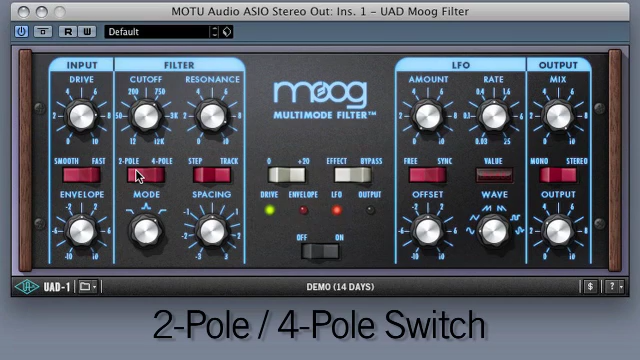 MOTU Audio ASIO Stereo Out: Ins. 1 – UAD Moog Filter
R W Default
INPUT FILTER LFO OUTPUT
DRIVE CUTOFF RESONANCE AMOUNT RATE MIX
moog
MULTIMODE FILTER™
SMOOTH FAST 2-POLE 4-POLE STEP TRACK 0 +20 EFFECT BYPASS FREE SYNC VALUE MONO STEREO
DRIVE ENVELOPE LFO OUTPUT
ENVELOPE MODE SPACING OFFSET WAVE OUTPUT
OFF ON
UAD-1 DEMO (14 DAYS) $ ?
2-Pole / 4-Pole Switch